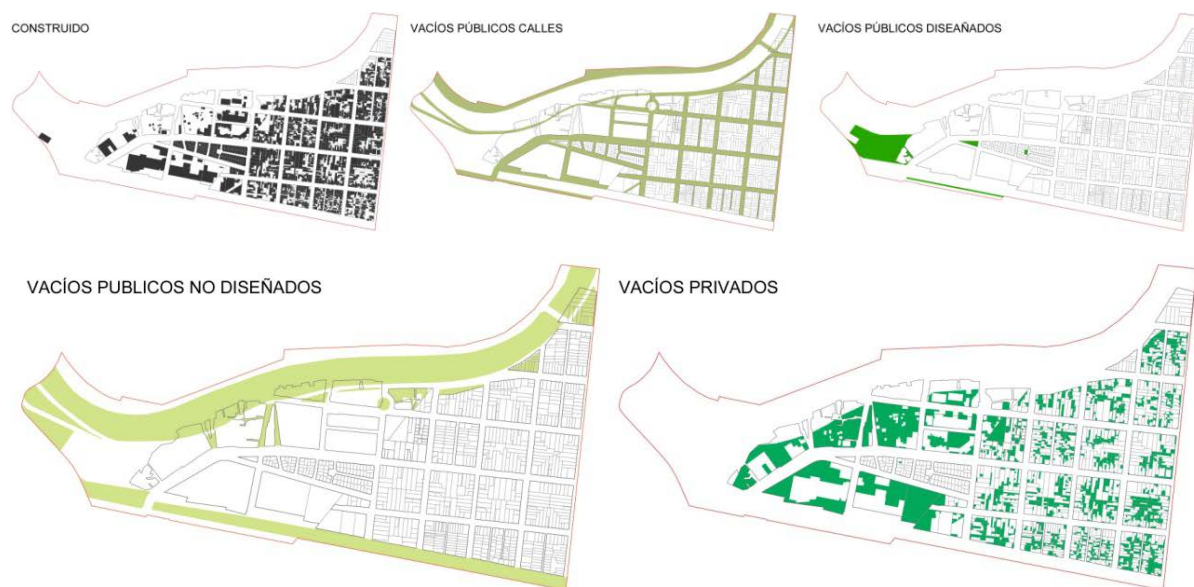 CONSTRUIDO
VACÍOS PÚBLICOS CALLES
VACÍOS PÚBLICOS DISEAÑADOS
VACÍOS PUBLICOS NO DISEÑADOS
VACÍOS PRIVADOS